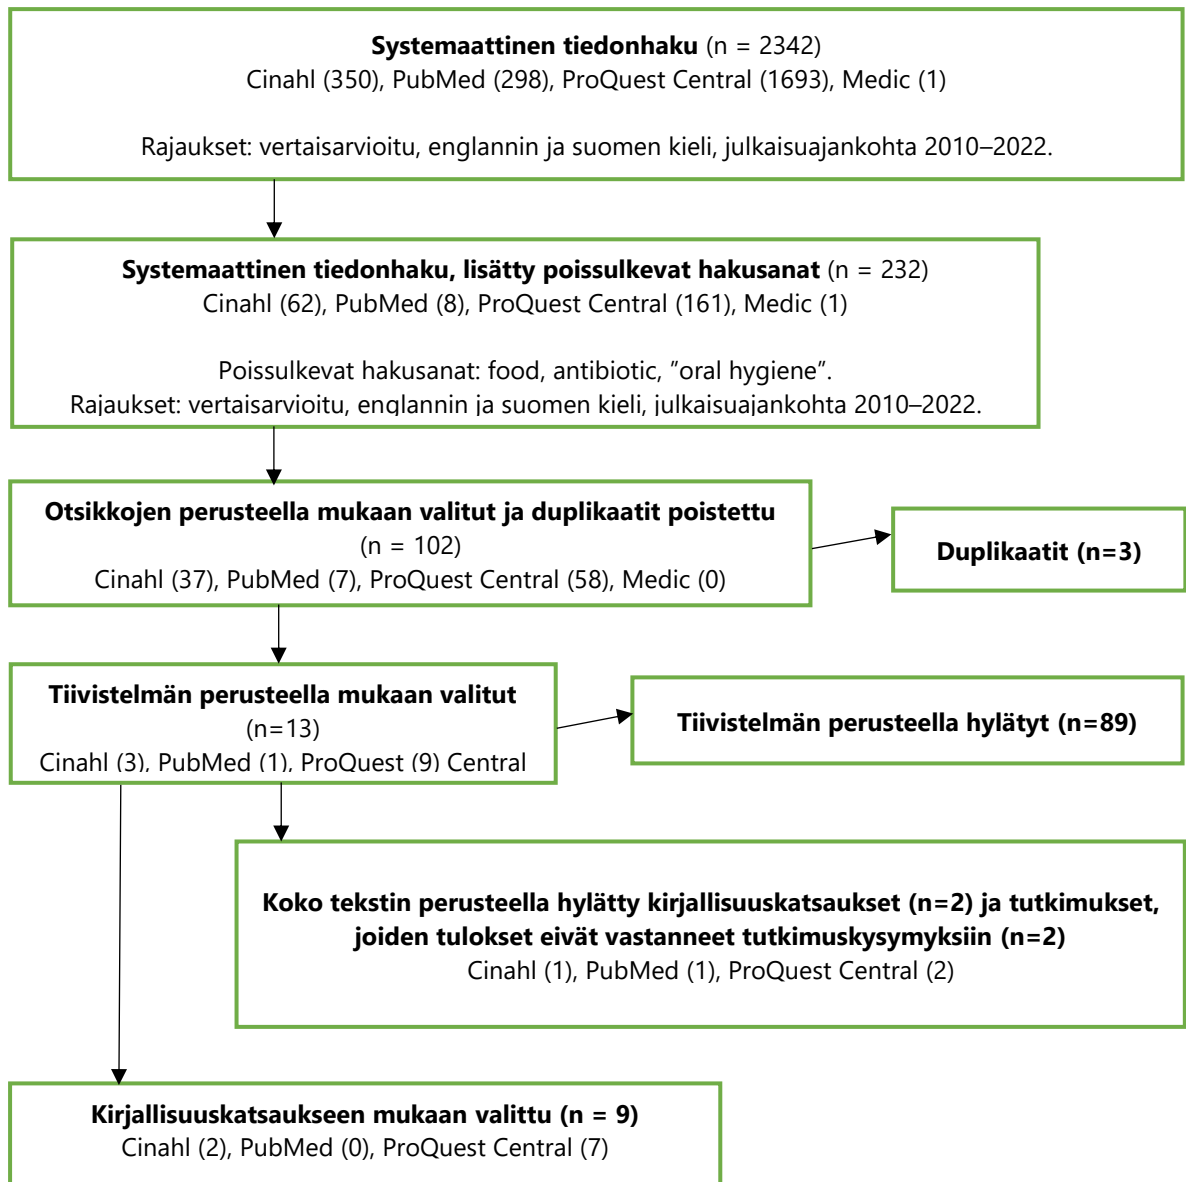 Systemaattinen tiedonhaku (n = 2342)
Cinahl (350), PubMed (298), ProQuest Central (1693), Medic (1)
Rajaukset: vertaisarvioitu, englannin ja suomen kieli, julkaisuajankohta 2010–2022.
Systemaattinen tiedonhaku, lisätty poissulkevat hakusanat (n = 232)
Cinahl (62), PubMed (8), ProQuest Central (161), Medic (1)
Poissulkevat hakusanat: food, antibiotic, ”oral hygiene”.
Rajaukset: vertaisarvioitu, englannin ja suomen kieli, julkaisuajankohta 2010–2022.
Otsikkojen perusteella mukaan valitut ja duplikaatit poistettu
(n = 102)
Cinahl (37), PubMed (7), ProQuest Central (58), Medic (0)
Duplikaatit (n=3)
Tiivistelmän perusteella mukaan valitut
(n=13)
Cinahl (3), PubMed (1), ProQuest (9) Central
Tiivistelmän perusteella hylätyt (n=89)
Koko tekstin perusteella hylätty kirjallisuuskatsaukset (n=2) ja tutkimukset,
joiden tulokset eivät vastanneet tutkimuskysymyksiin (n=2)
Cinahl (1), PubMed (1), ProQuest Central (2)
Kirjallisuuskatsaukseen mukaan valittu (n = 9)
Cinahl (2), PubMed (0), ProQuest Central (7)